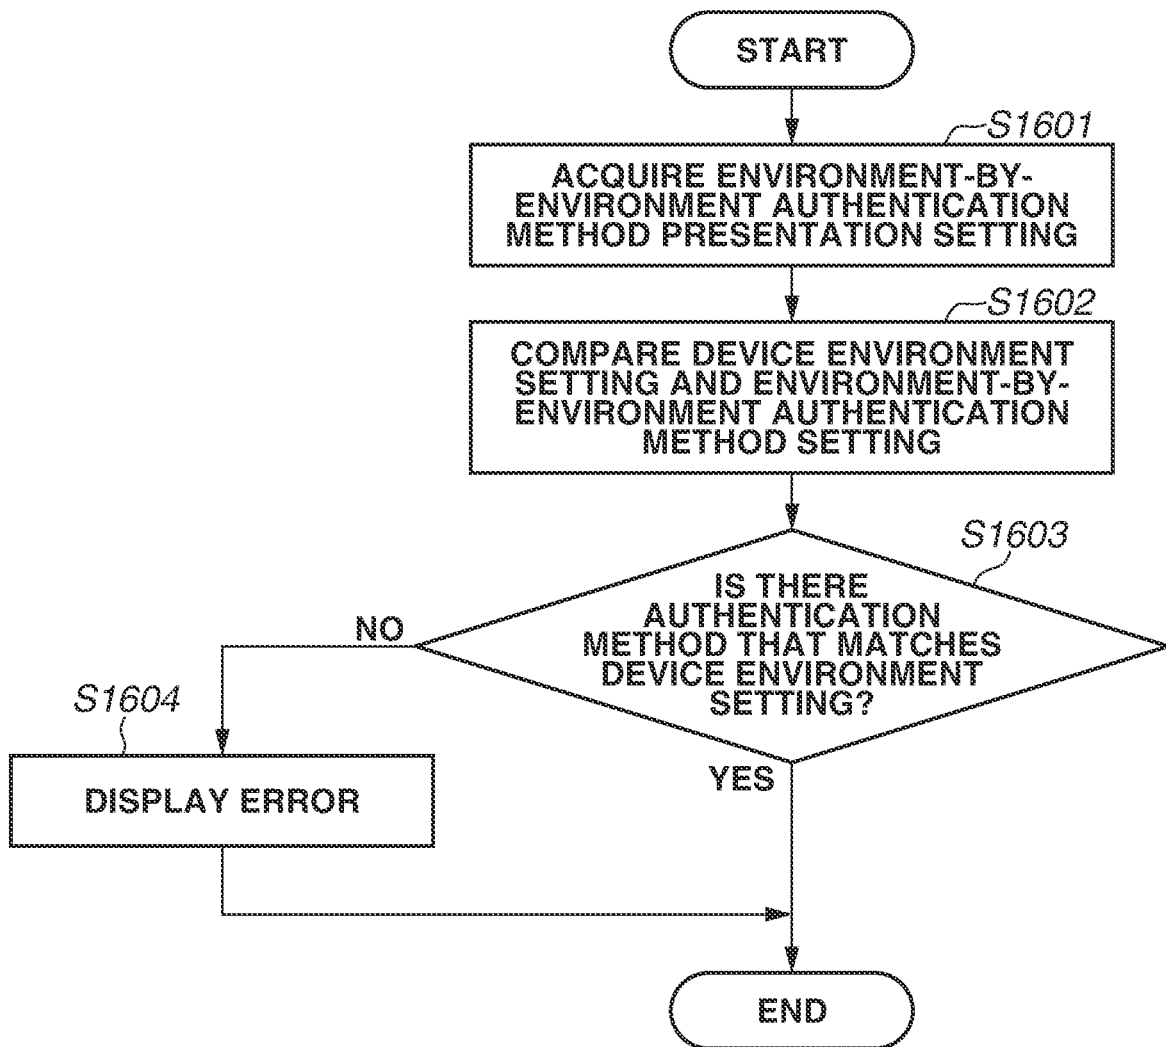 START
S1601
ACQUIRE ENVIRONMENT-BY-
ENVIRONMENT AUTHENTICATION
METHOD PRESENTATION SETTING
S1602
COMPARE DEVICE ENVIRONMENT
SETTING AND ENVIRONMENT-BY-
ENVIRONMENT AUTHENTICATION
METHOD SETTING
S1603
IS THERE
AUTHENTICATION
METHOD THAT MATCHES
DEVICE ENVIRONMENT
SETTING?
NO
S1604
DISPLAY ERROR
YES
END